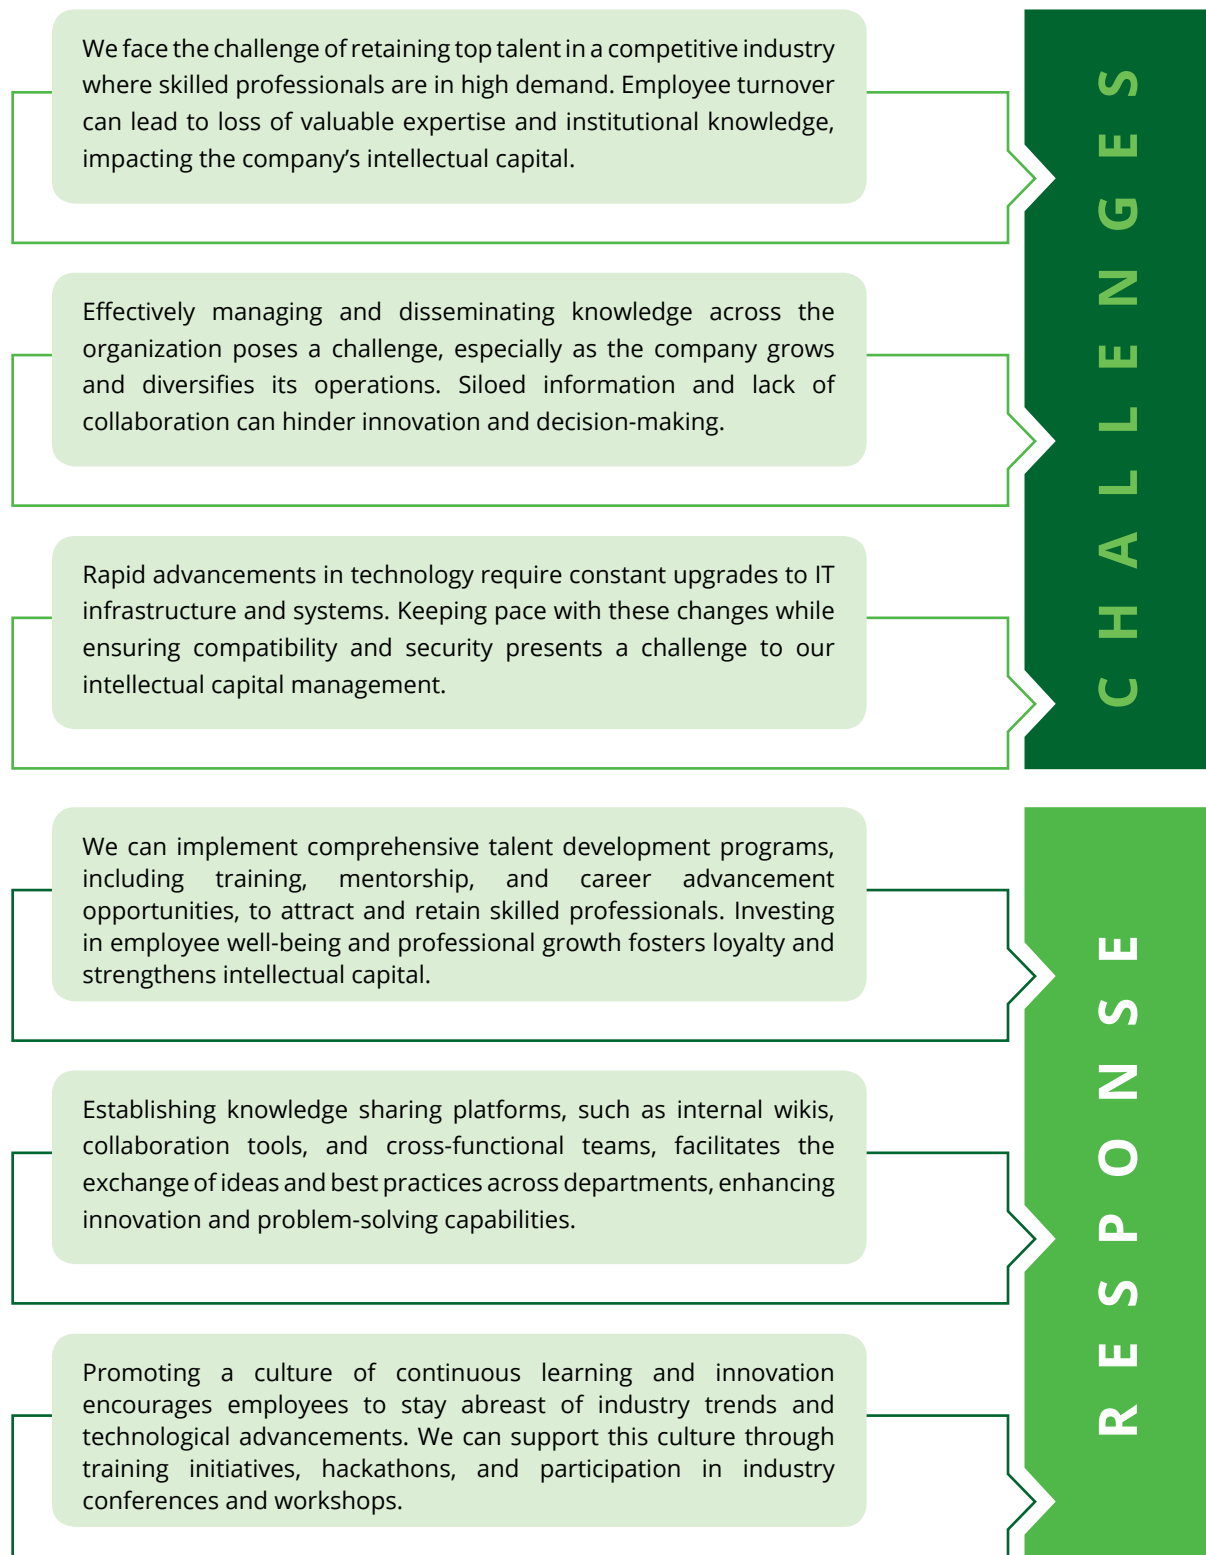 We face the challenge of retaining top talent in a competitive industry
where skilled professionals are in high demand. Employee turnover
can lead to loss of valuable expertise and institutional knowledge,
impacting the company’s intellectual capital.
Effectively managing and disseminating knowledge across the
organization poses a challenge, especially as the company grows
and diversifies its operations. Siloed information and lack of
collaboration can hinder innovation and decision-making.
Rapid advancements in technology require constant upgrades to IT
infrastructure and systems. Keeping pace with these changes while
ensuring compatibility and security presents a challenge to our
intellectual capital management.
CHALLENGES
We can implement comprehensive talent development programs,
including training, mentorship, and career advancement
opportunities, to attract and retain skilled professionals. Investing
in employee well-being and professional growth fosters loyalty and
strengthens intellectual capital.
Establishing knowledge sharing platforms, such as internal wikis,
collaboration tools, and cross-functional teams, facilitates the
exchange of ideas and best practices across departments, enhancing
innovation and problem-solving capabilities.
Promoting a culture of continuous learning and innovation
encourages employees to stay abreast of industry trends and
technological advancements. We can support this culture through
training initiatives, hackathons, and participation in industry
conferences and workshops.
RESPONSE